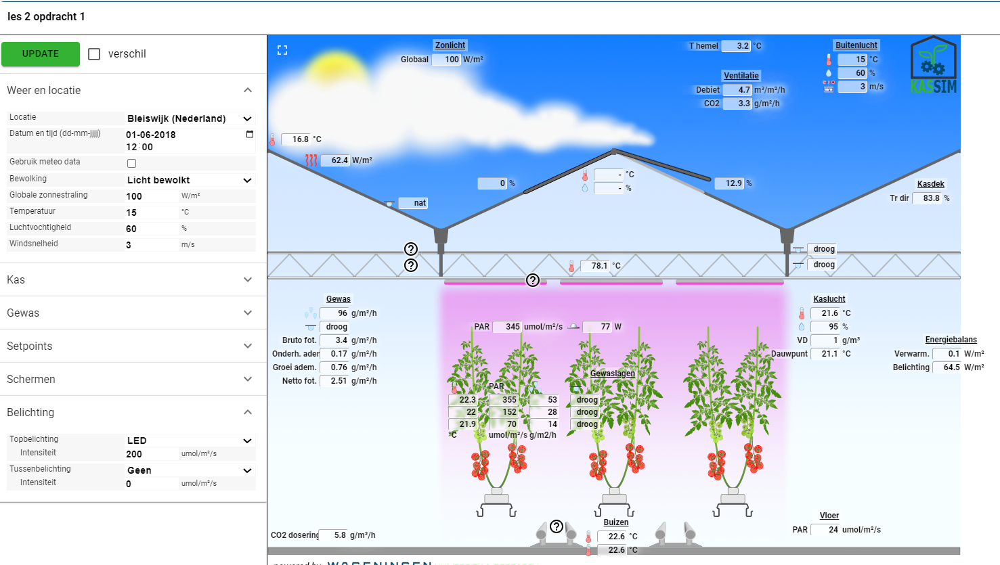 les 2 opdracht 1
UPDATE verschil
Weer en locatie
Locatie Bleiswijk (Nederland)
Datum en tijd (dd-mm-jjjj) 01-06-2018
12:00
Gebruik meteo data
Bewolking Licht bewolkt
Globale zonnestraling 100 W/m²
Temperatuur 15 °C
Luchtvochtigheid 60 %
Windsnelheid 3 m/s
Kas
Gewas
Setpoints
Schermen
Belichting
Topbelichting LED
Intensiteit 200 umol/m²/s
Tussenbelichting Geen
Intensiteit 0 umol/m²/s
Zonlicht
Globaal 100 W/m²
T hemel 3.2 °C
Ventilatie
Debiet 4.7 m³/m²/h
CO2 3.3 g/m²/h
Buitenlucht
15 °C
60 %
3 m/s
KASSIM
16.8 °C
62.4 W/m²
0 %
- °C
- %
12.9 %
nat
Kasdek
Tr dir 83.8 %
?
?
droog
droog
78.1 °C
?
Gewas
96 g/m²/h
droog
Bruto fot. 3.4 g/m²/h
Onderh. adem 0.17 g/m²/h
Groei adem. 0.76 g/m²/h
Netto fot. 2.51 g/m²/h
PAR 345 umol/m²/s 77 W
Gewaslagen
PAR
22.3 355 53 droog
22 152 28 droog
21.9 70 14 droog
°C umol/m²/s g/m2/h
Kaslucht
21.6 °C
95 %
VD 1 g/m³
Dauwpunt 21.1 °C
Energiebalans
Verwarm. 0.1 W/m²
Belichting 64.5 W/m²
CO2 dosering 5.8 g/m²/h
?
Buizen
22.6 °C
22.6 °C
Vloer
PAR 24 umol/m²/s
powered by WAGENINGEN